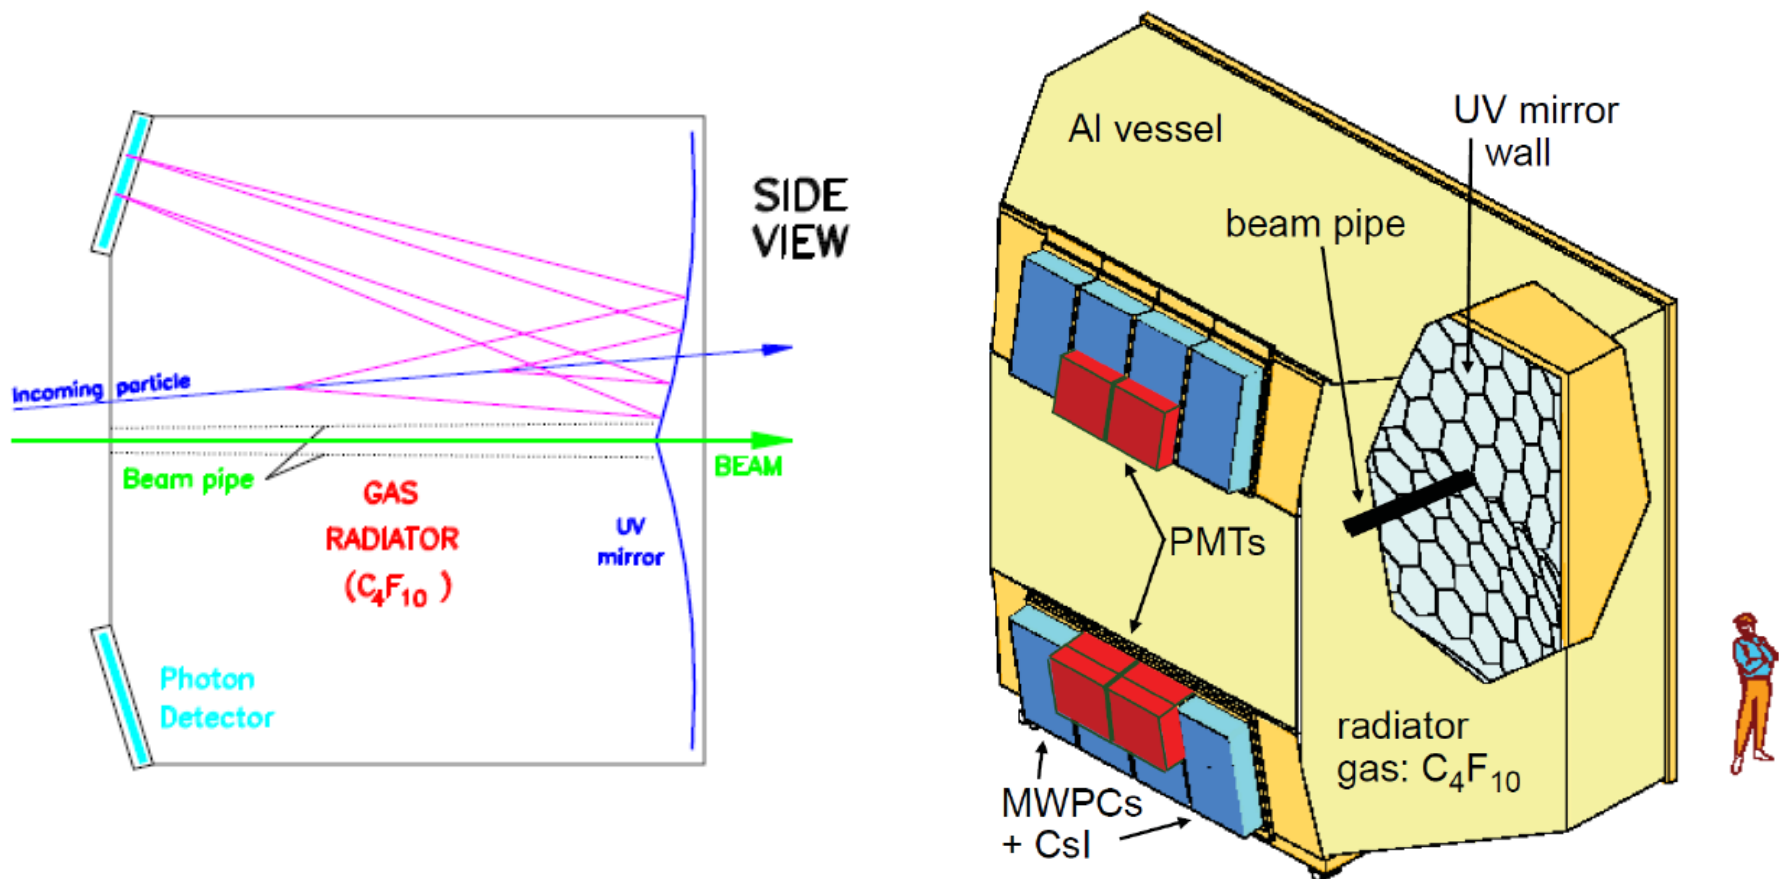 SIDE
VIEW
Incoming particle
BEAM
Beam pipe
GAS
RADIATOR
(C₄F₁₀)
UV
mirror
Photon
Detector
Al vessel
UV mirror
wall
beam pipe
PMTs
radiator
gas: C₄F₁₀
MWPCs
+ CsI